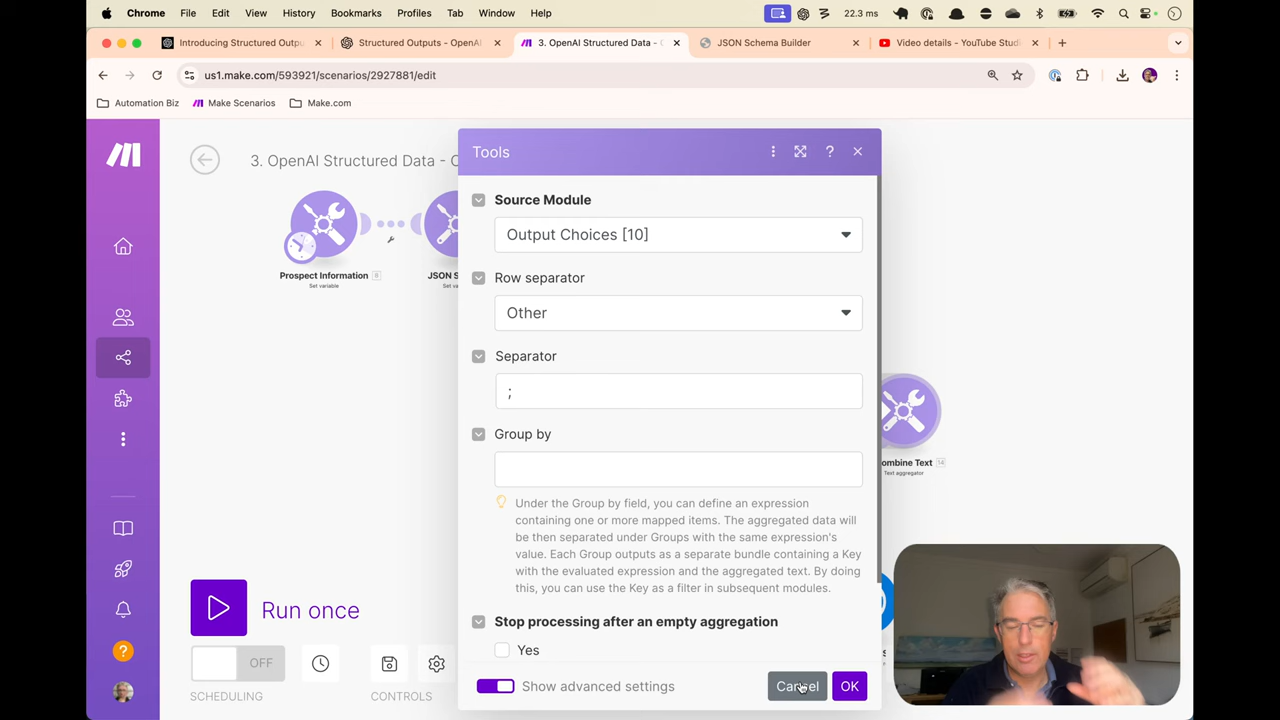 Chrome File Edit View History Bookmarks Profiles Tab Window Help 22.3 ms
Introducing Structured Outpu
Structured Outputs - OpenAI
3. OpenAI Structured Data - C
JSON Schema Builder
Video details - YouTube Studi
us1.make.com/593921/scenarios/2927881/edit
Automation Biz Make Scenarios Make.com
3. OpenAI Structured Data - C
Tools
Source Module
Output Choices [10]
Prospect Information 8
Set variable
JSON S
Set va
Row separator
Other
Separator
;
Group by
Under the Group by field, you can define an expression
containing one or more mapped items. The aggregated data will
be then separated under Groups with the same expression's
value. Each Group outputs as a separate bundle containing a Key
with the evaluated expression and the aggregated text. By doing
this, you can use the Key as a filter in subsequent modules.
ombine Text 14
Text aggregator
Run once
Stop processing after an empty aggregation
Yes
OFF
SCHEDULING
CONTROLS
Show advanced settings
Cancel
OK